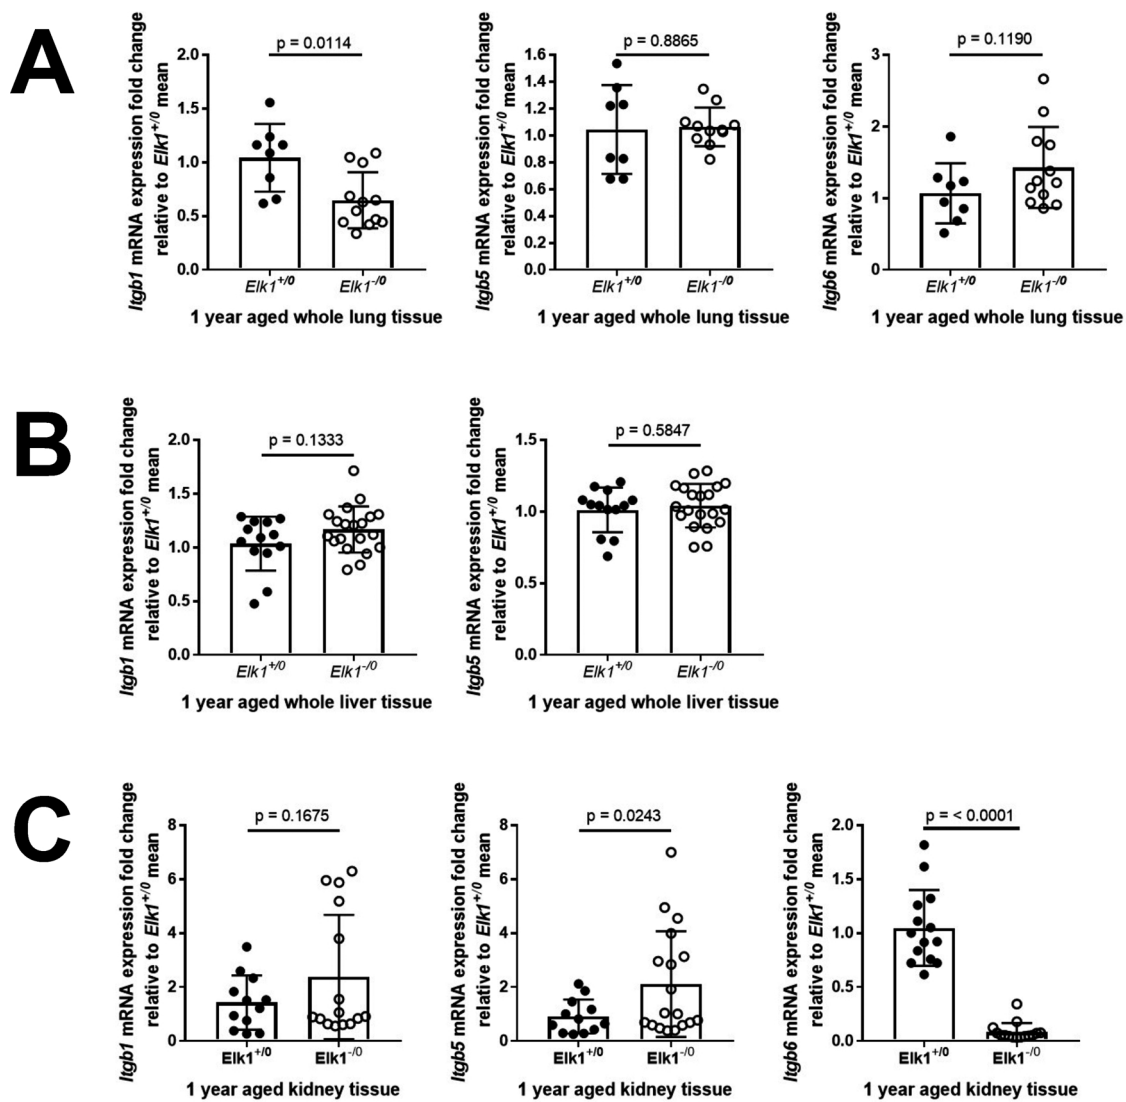 A
Itgb1 mRNA expression fold change
relative to Elk1+/0 mean
p = 0.0114
2.0
1.5
1.0
0.5
0.0
Elk1+/0
Elk1-/0
1 year aged whole lung tissue
Itgb5 mRNA expression fold change
relative to Elk1+/0 mean
p = 0.8865
1.6
1.4
1.2
1.0
0.8
0.6
0.4
0.2
0.0
Elk1+/0
Elk1-/0
1 year aged whole lung tissue
Itgb6 mRNA expression fold change
relative to Elk1+/0 mean
p = 0.1190
3
2
1
0
Elk1+/0
Elk1-/0
1 year aged whole lung tissue
B
Itgb1 mRNA expression fold change
relative to Elk1+/0 mean
p = 0.1333
2.0
1.5
1.0
0.5
0.0
Elk1+/0
Elk1-/0
1 year aged whole liver tissue
Itgb5 mRNA expression fold change
relative to Elk1+/0 mean
p = 0.5847
1.5
1.0
0.5
0.0
Elk1+/0
Elk1-/0
1 year aged whole liver tissue
C
Itgb1 mRNA expression fold change
relative to Elk1+/0 mean
p = 0.1675
8
6
4
2
0
Elk1+/0
Elk1-/0
1 year aged kidney tissue
Itgb5 mRNA expression fold change
relative to Elk1+/0 mean
p = 0.0243
8
6
4
2
0
Elk1+/0
Elk1-/0
1 year aged kidney tissue
Itgb6 mRNA expression fold change
relative to Elk1+/0 mean
p = < 0.0001
2.0
1.5
1.0
0.5
0.0
Elk1+/0
Elk1-/0
1 year aged kidney tissue